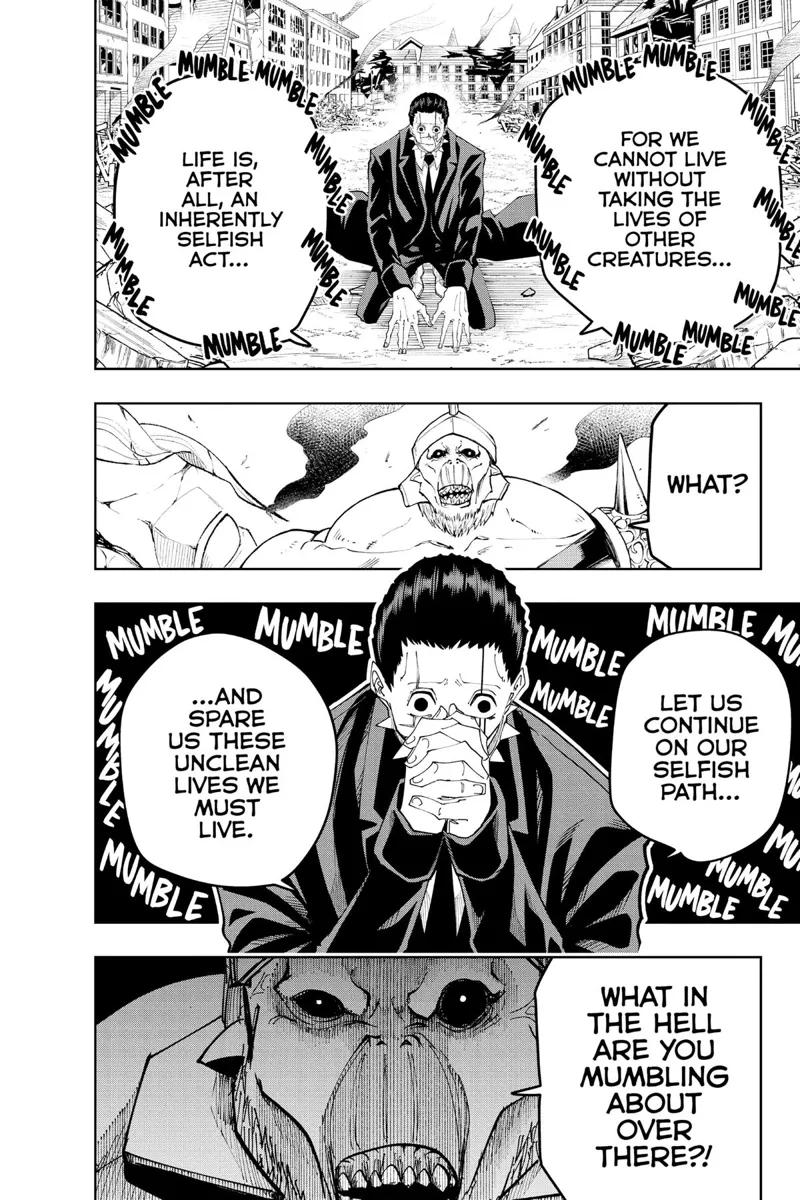 MUMBLE
MUMBLE
MUMBLE
MUMBLE
MUMBLE
MUMBLE
FOR WE
CANNOT LIVE
WITHOUT
TAKING THE
LIVES OF
OTHER
CREATURES...
MUMBLE
MUMBLE
MUMBLE
MUMBLE
MUMBLE
MUMBLE
MUMBLE
MUMBLE
LIFE IS,
AFTER
ALL, AN
INHERENTLY
SELFISH
ACT...
MUMBLE
MUMBLE
MUMBLE
WHAT?
MUMBLE
LET US
CONTINUE
ON OUR
SELFISH
PATH...
MUMBLE
MUMBLE
MUMBLE
MUMBLE
MUMBLE
MUMBLE
MUMBLE
...AND
SPARE
US THESE
UNCLEAN
LIVES WE
MUST
LIVE.
MUMBLE
MUMBLE
WHAT IN
THE HELL
ARE YOU
MUMBLING
ABOUT
OVER
THERE?!